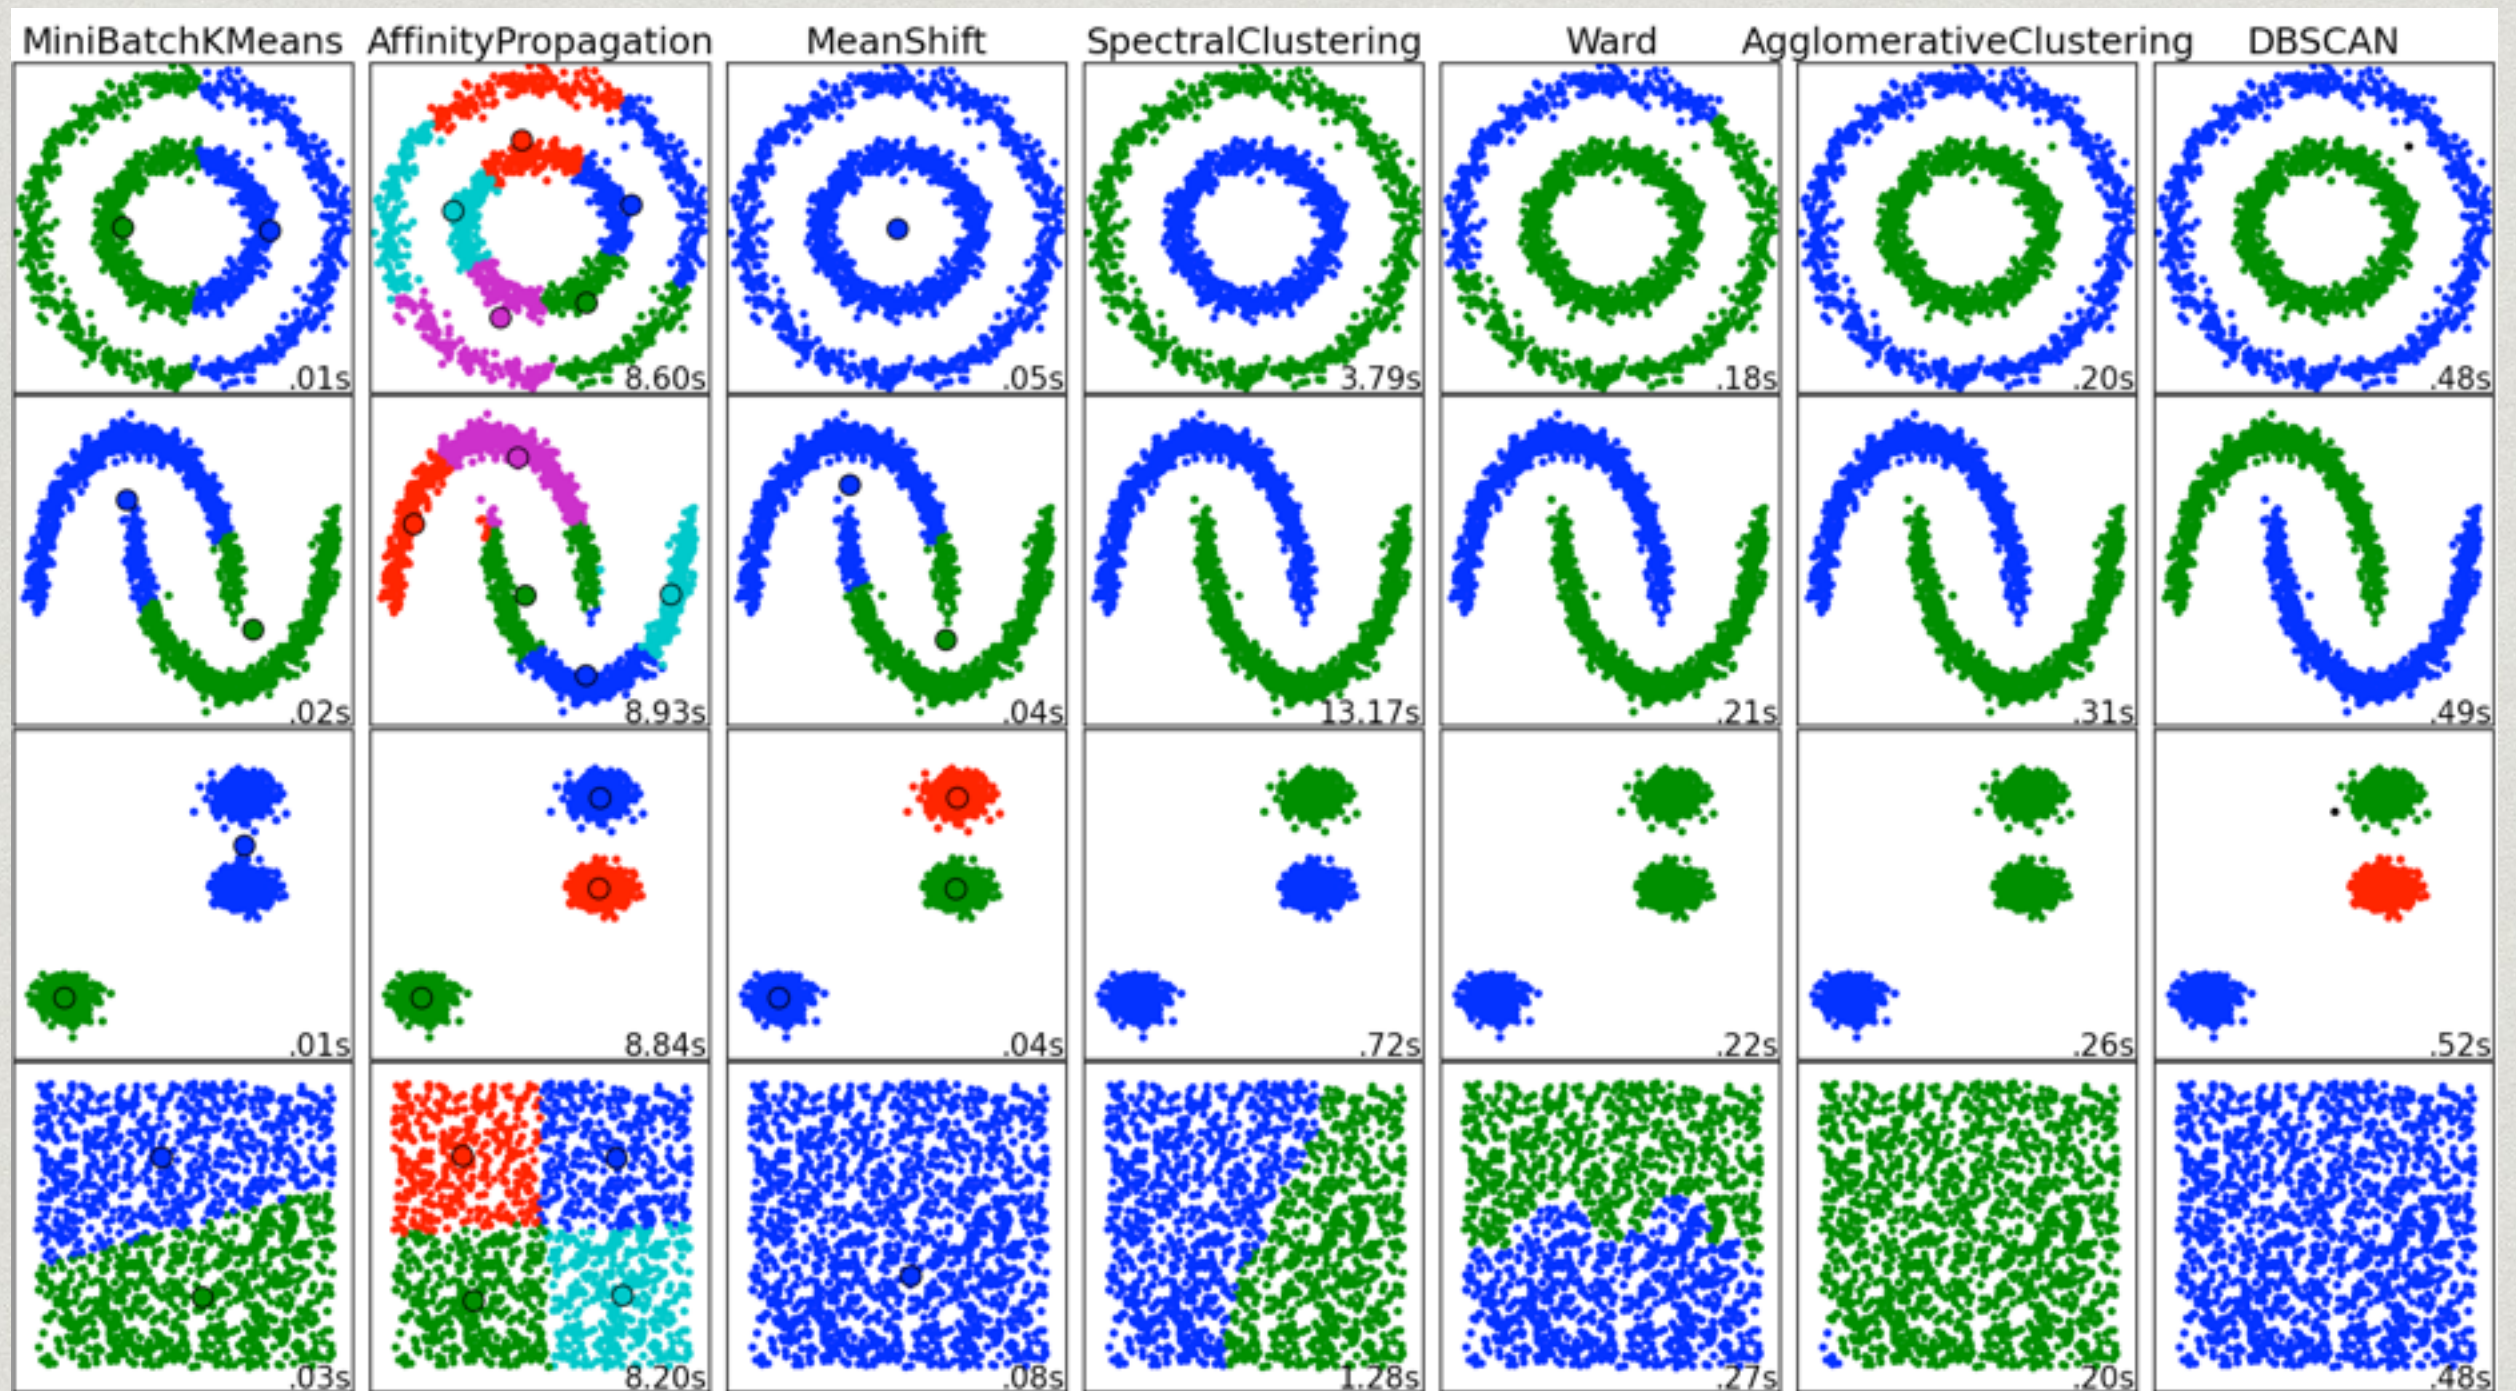 MiniBatchKMeans AffinityPropagation MeanShift SpectralClustering Ward AgglomerativeClustering DBSCAN
.01s 8.60s .05s 3.79s .18s .20s .48s
.02s 8.93s .04s 13.17s .21s .31s .49s
.01s 8.84s .04s .72s .22s .26s .52s
.03s 8.20s .08s 1.28s .27s .20s .48s